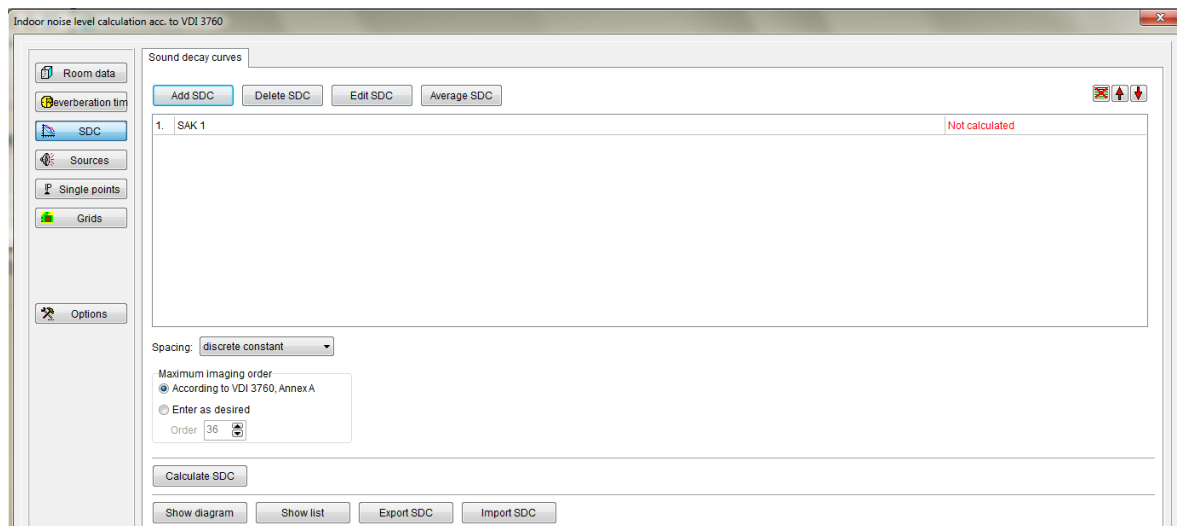 Indoor noise level calculation acc. to VDI 3760
Room data
Reverberation tim
SDC
Sources
Single points
Grids
Options
Sound decay curves
Add SDC Delete SDC Edit SDC Average SDC
1. SAK 1 Not calculated
Spacing: discrete constant
Maximum imaging order
According to VDI 3760, Annex A
Enter as desired
Order 36
Calculate SDC
Show diagram Show list Export SDC Import SDC